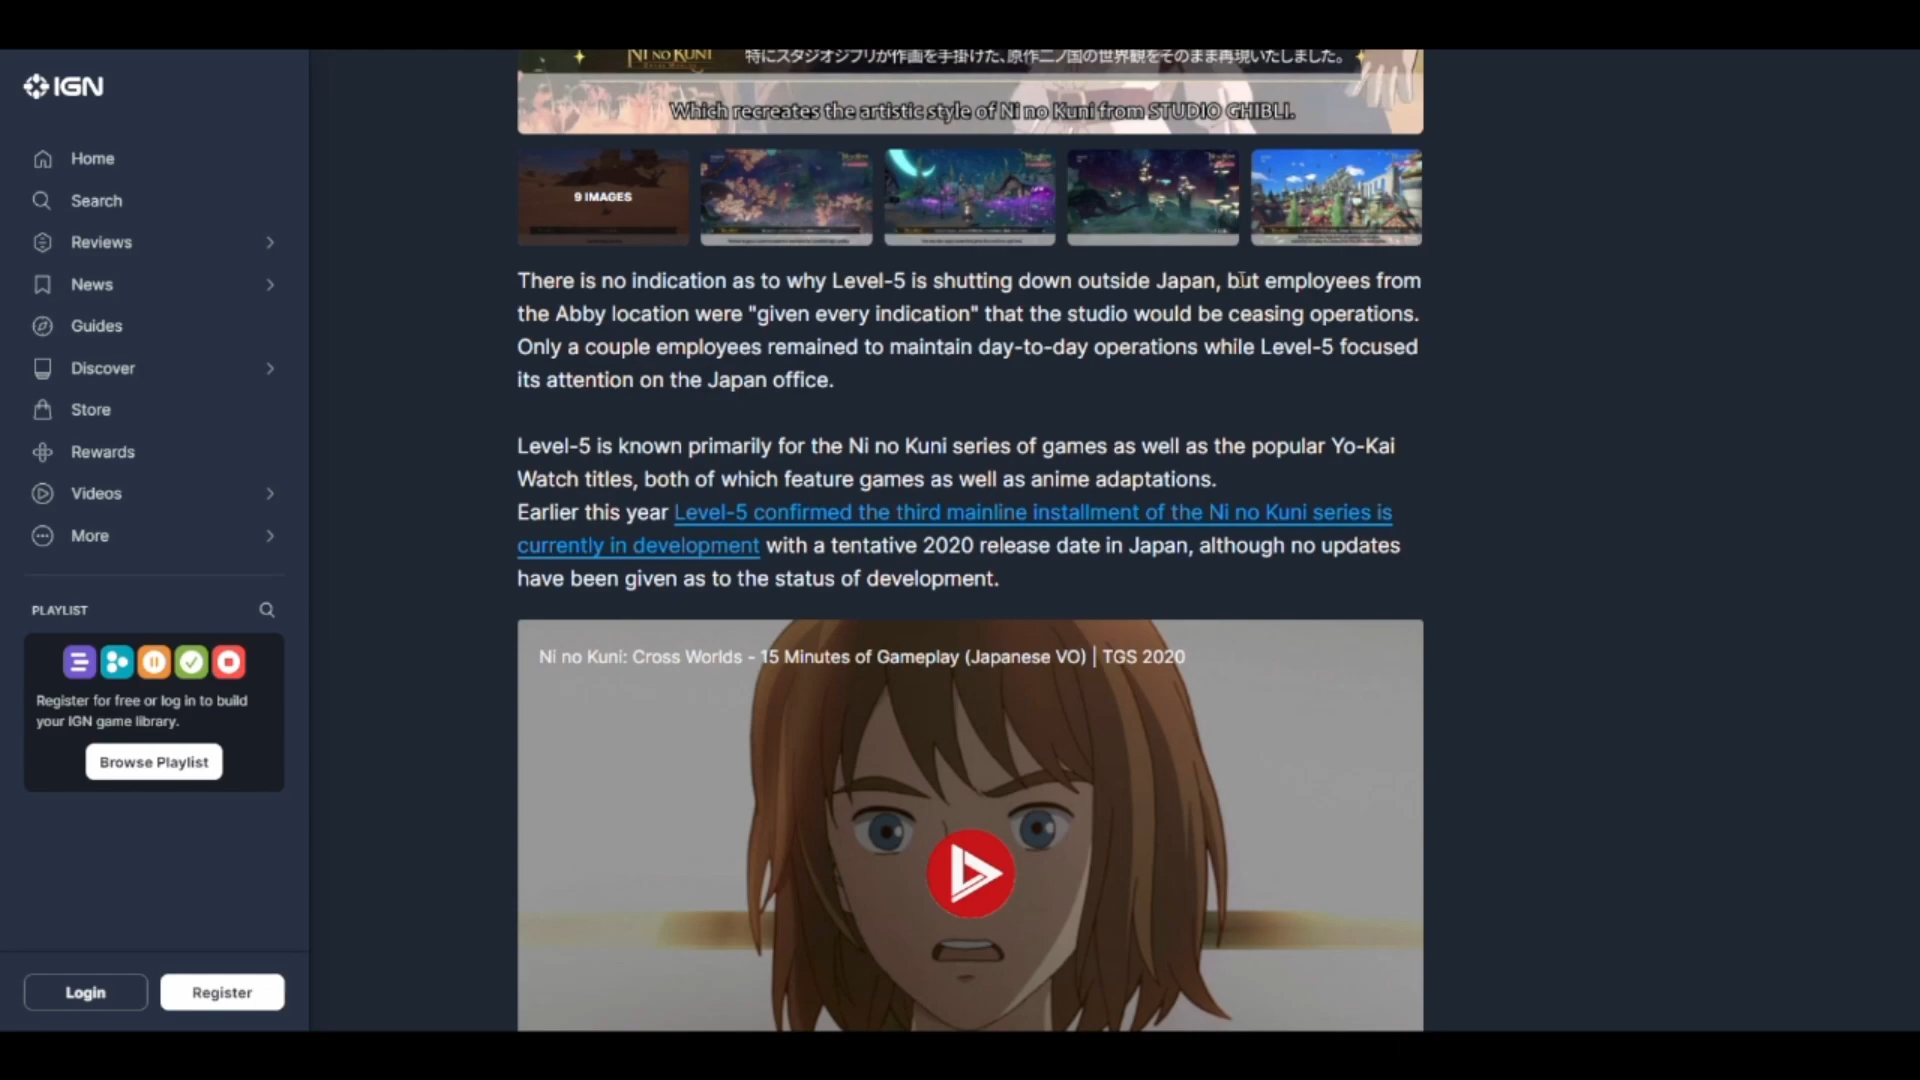 IGN
Home
Search
Reviews
News
Guides
Discover
Store
Rewards
Videos
More
PLAYLIST
Register for free or log in to build
your IGN game library.
Browse Playlist
Login
Register
NI NO KUNI
特にスタジオジブリが作画を手掛けた、原作二ノ国の世界観をそのまま再現いたしました。
Which recreates the artistic style of Ni no Kuni from STUDIO GHIBLI.
9 IMAGES
There is no indication as to why Level-5 is shutting down outside Japan, but employees from
the Abby location were "given every indication" that the studio would be ceasing operations.
Only a couple employees remained to maintain day-to-day operations while Level-5 focused
its attention on the Japan office.
Level-5 is known primarily for the Ni no Kuni series of games as well as the popular Yo-Kai
Watch titles, both of which feature games as well as anime adaptations.
Earlier this year Level-5 confirmed the third mainline installment of the Ni no Kuni series is
currently in development with a tentative 2020 release date in Japan, although no updates
have been given as to the status of development.
Ni no Kuni: Cross Worlds - 15 Minutes of Gameplay (Japanese VO) | TGS 2020